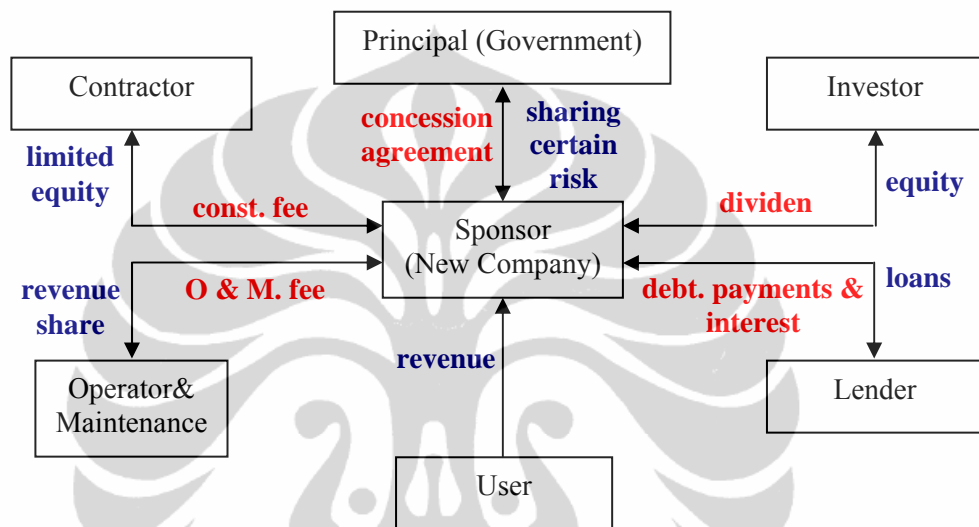 Principal (Government)
Contractor
Investor
concession
agreement
sharing
certain
risk
limited
equity
equity
const. fee
dividen
Sponsor
(New Company)
revenue
share
O & M. fee
debt. payments &
interest
loans
revenue
Operator&
Maintenance
Lender
User